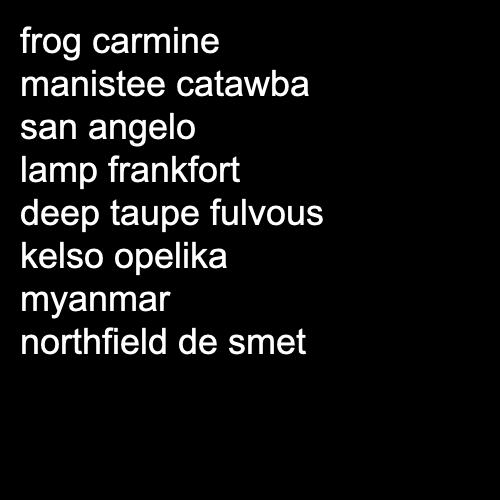 frog carmine
manistee catawba
san angelo
lamp frankfort
deep taupe fulvous
kelso opelika
myanmar
northfield de smet